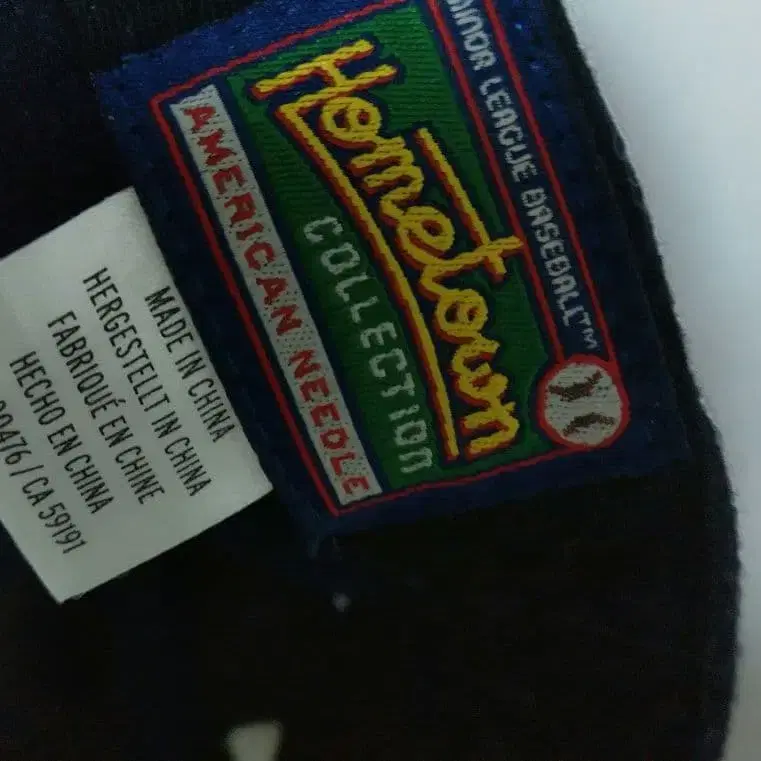 MINOR LEAGUE BASEBALL™
Hometown
COLLECTION
AMERICAN NEEDLE
MADE IN CHINA
HERGESTELLT IN CHINA
FABRIQUÉ EN CHINE
HECHO EN CHINA
/ CA 59191